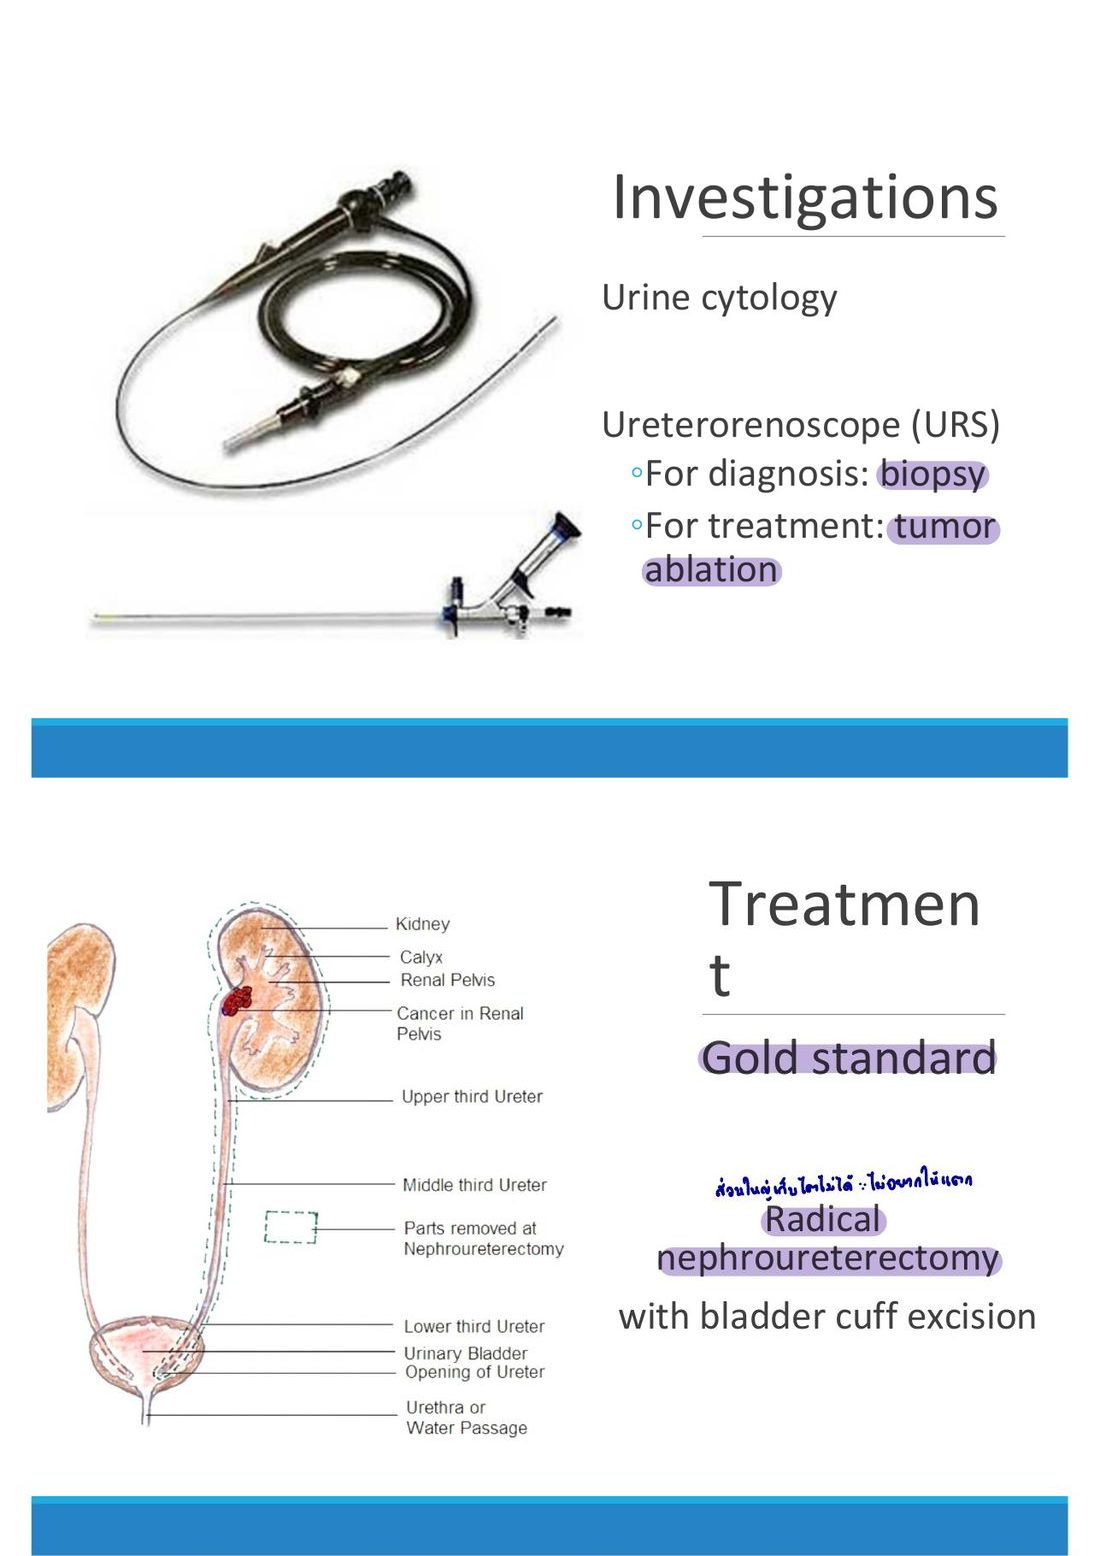 Investigations
Urine cytology
Ureterorenoscope (URS)
◦For diagnosis: biopsy
◦For treatment: tumor
ablation
Treatmen
t
Gold standard
ส่วนใหญ่เก็บไตไม่ได้ ∵ ไม่อยากให้แตก
Radical
nephroureterectomy
with bladder cuff excision
Kidney
Calyx
Renal Pelvis
Cancer in Renal
Pelvis
Upper third Ureter
Middle third Ureter
Parts removed at
Nephroureterectomy
Lower third Ureter
Urinary Bladder
Opening of Ureter
Urethra or
Water Passage